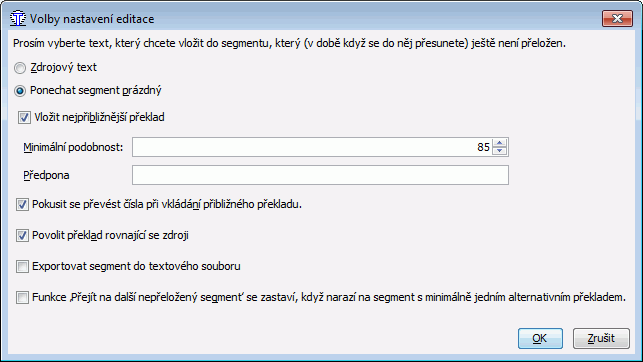 Volby nastavení editace
Prosím vyberte text, který chcete vložit do segmentu, který (v době když se do něj přesunete) ještě není přeložen.
Zdrojový text
Ponechat segment prázdný
Vložit nejpřibližnější překlad
Minimální podobnost: 85
Předpona
Pokusit se převést čísla při vkládání přibližného překladu.
Povolit překlad rovnající se zdroji
Exportovat segment do textového souboru
Funkce ‚Přejít na další nepřeložený segment‘ se zastaví, když narazí na segment s minimálně jedním alternativním překladem.
OK Zrušit